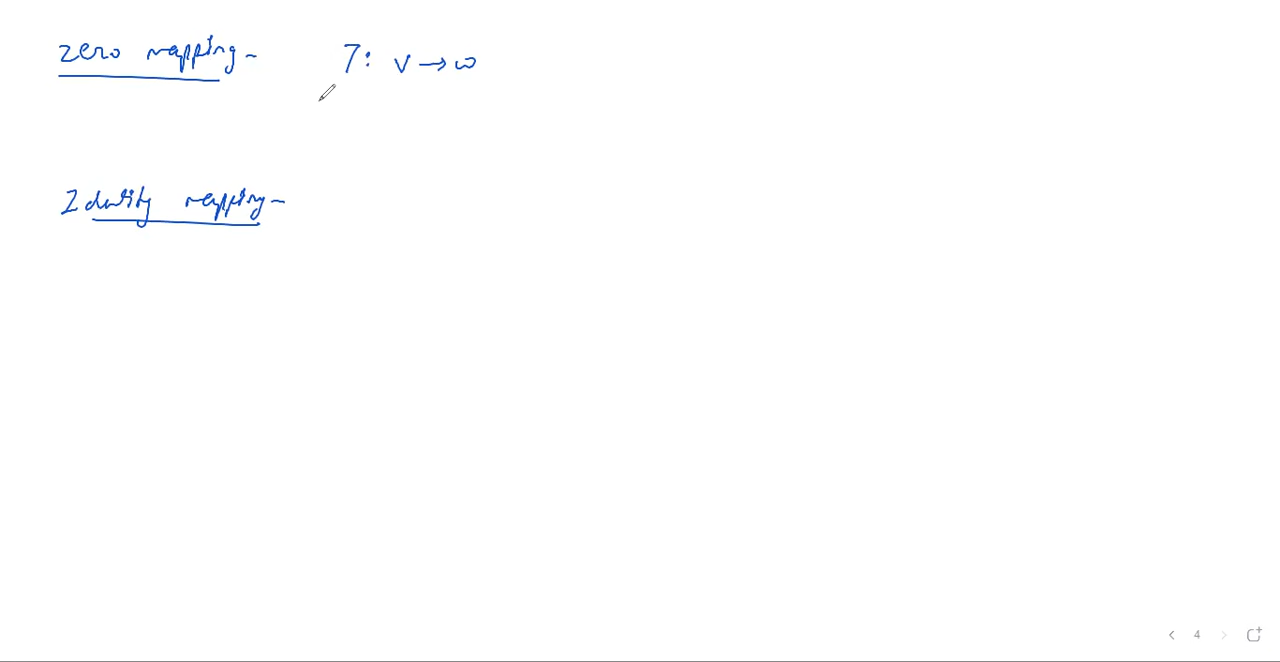 zero mapping - T: V → W
Identity mapping -
4